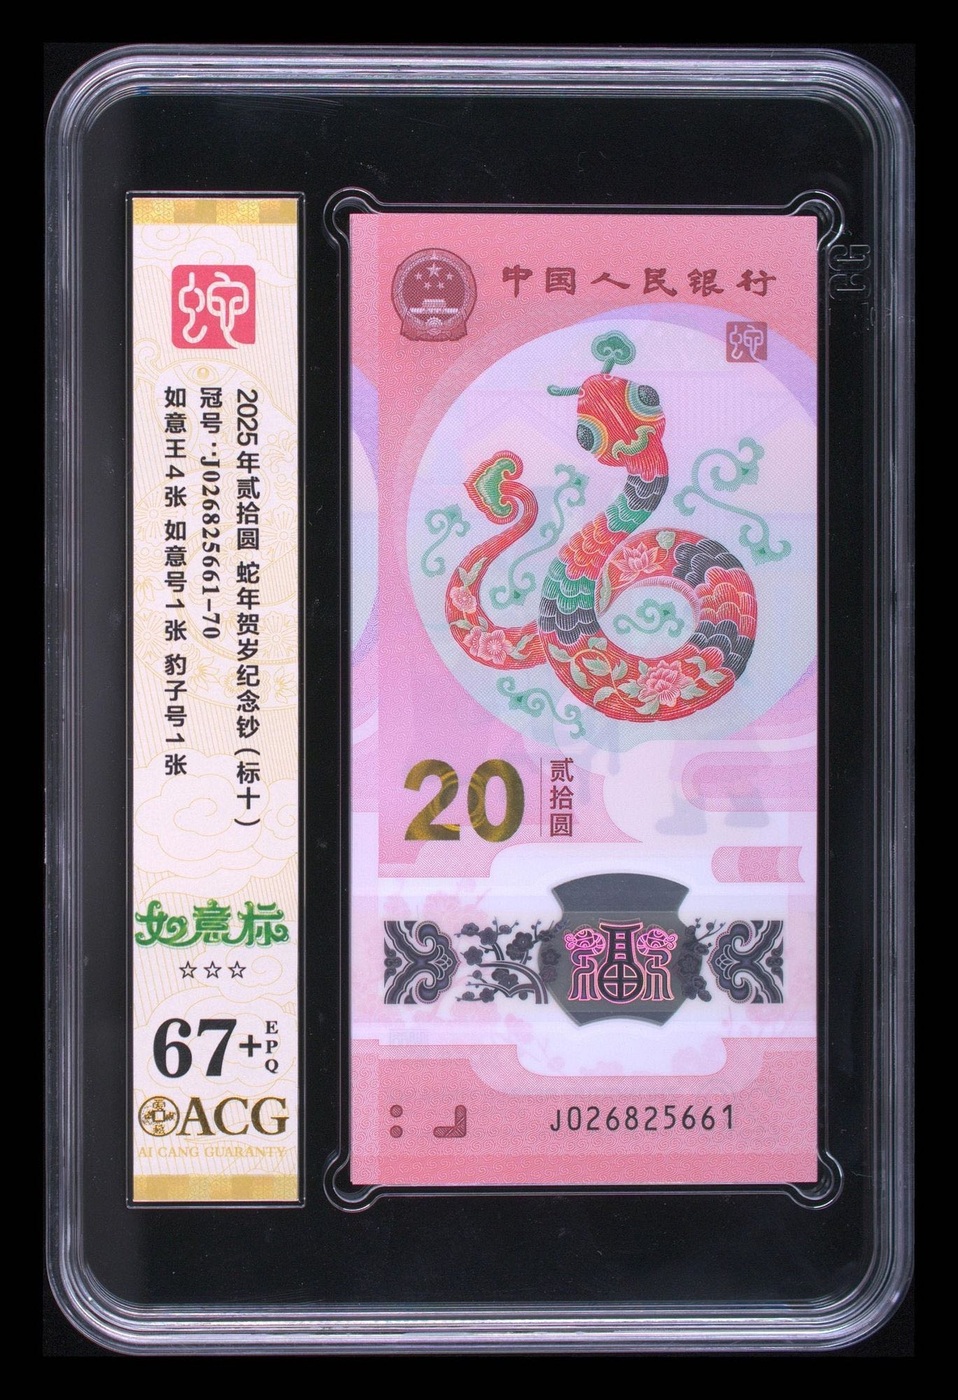 蛇
2025年贰拾圆 蛇年贺岁纪念钞（标十）
冠号：J026825661-70
如意王4张 如意号1张 豹子号1张
如意标
☆☆☆
67+EPQ
ACG
AI CANG GUARANTY
中国人民银行
蛇
20
贰拾圆
福
J026825661